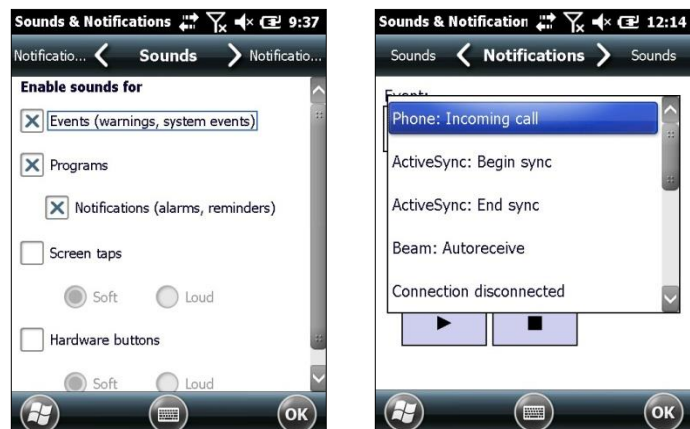 Sounds & Notifications 9:37
Notificatio... Sounds Notificatio...
Enable sounds for
Events (warnings, system events)
Programs
Notifications (alarms, reminders)
Screen taps
Soft Loud
Hardware buttons
Soft Loud
OK
Sounds & Notification 12:14
Sounds Notifications Sounds
Event:
Phone: Incoming call
ActiveSync: Begin sync
ActiveSync: End sync
Beam: Autoreceive
Connection disconnected
OK